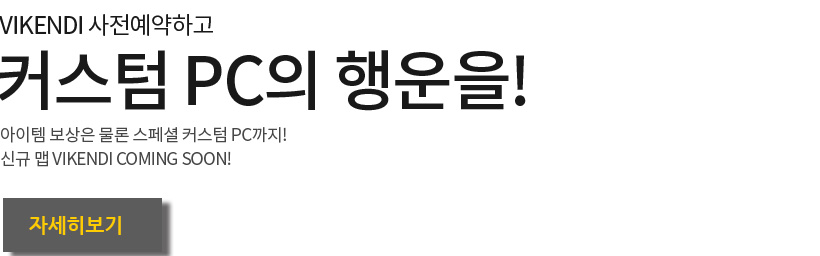 VIKENDI 사전예약하고
커스텀 PC의 행운을!
아이템 보상은 물론 스페셜 커스텀 PC까지!
신규 맵 VIKENDI COMING SOON!
자세히보기